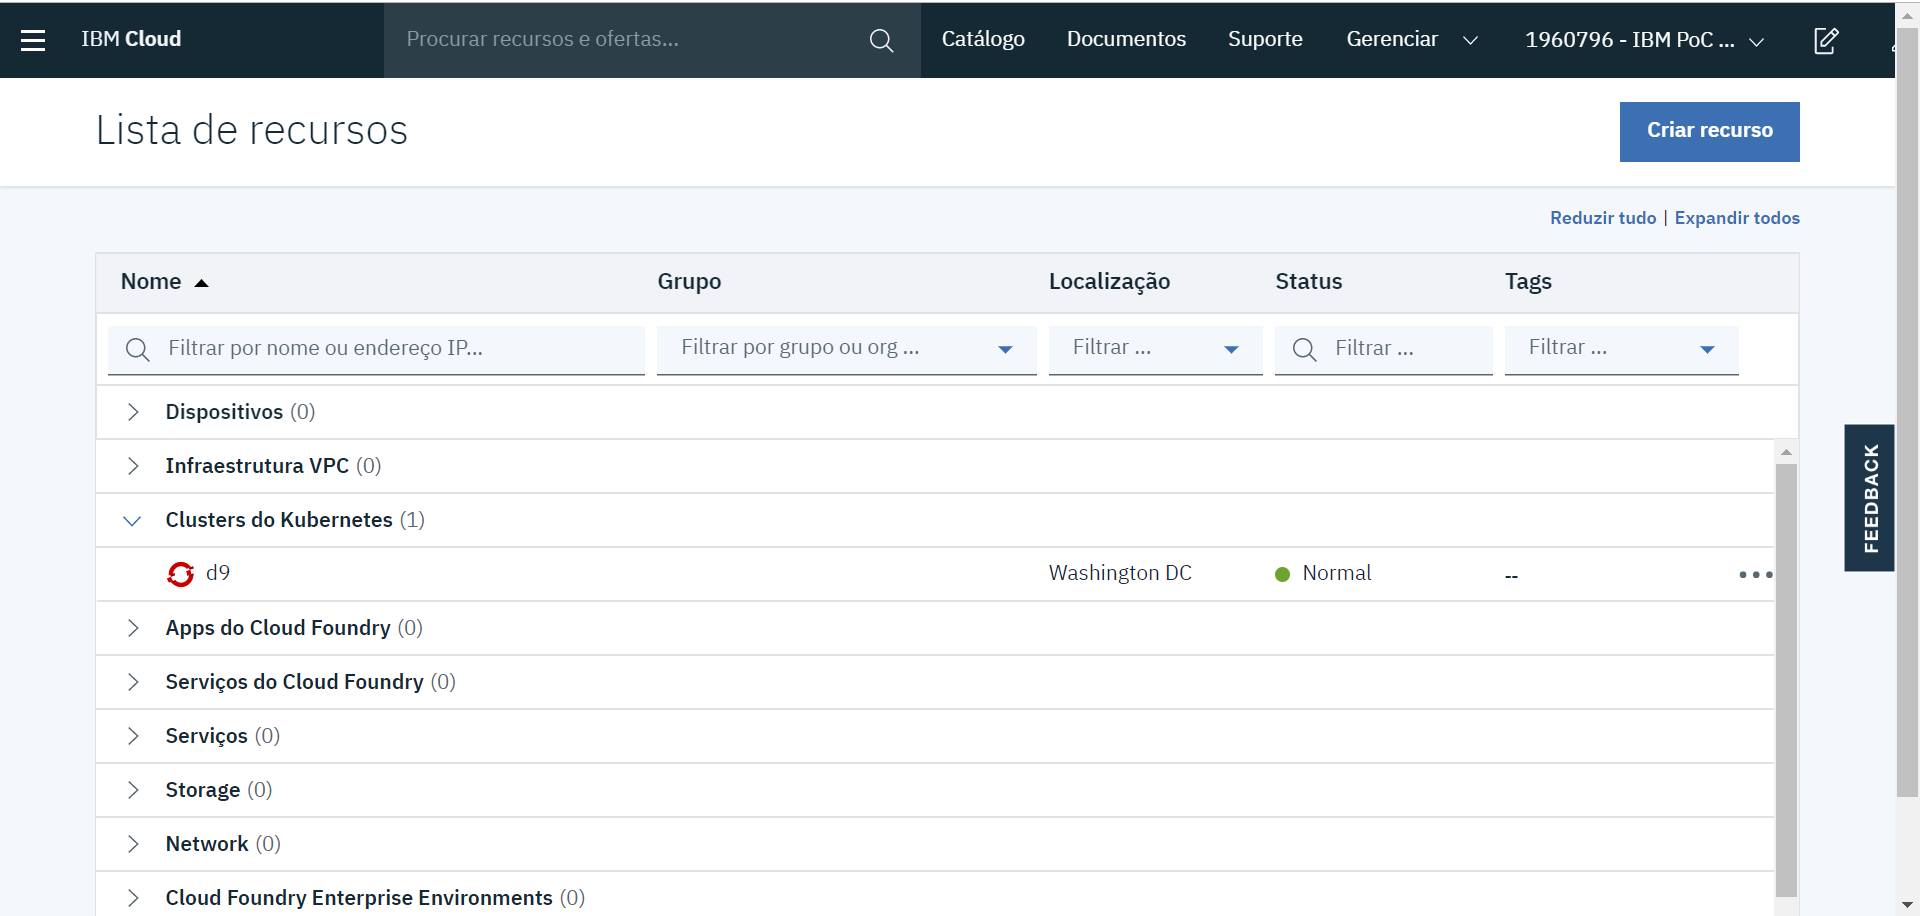 IBM Cloud
Procurar recursos e ofertas...
Catálogo
Documentos
Suporte
Gerenciar
1960796 - IBM PoC ...
Lista de recursos
Criar recurso
Reduzir tudo | Expandir todos
Nome
Grupo
Localização
Status
Tags
Filtrar por nome ou endereço IP...
Filtrar por grupo ou org ...
Filtrar ...
Filtrar ...
Filtrar ...
Dispositivos (0)
Infraestrutura VPC (0)
Clusters do Kubernetes (1)
d9
Washington DC
Normal
--
Apps do Cloud Foundry (0)
Serviços do Cloud Foundry (0)
Serviços (0)
Storage (0)
Network (0)
Cloud Foundry Enterprise Environments (0)
FEEDBACK